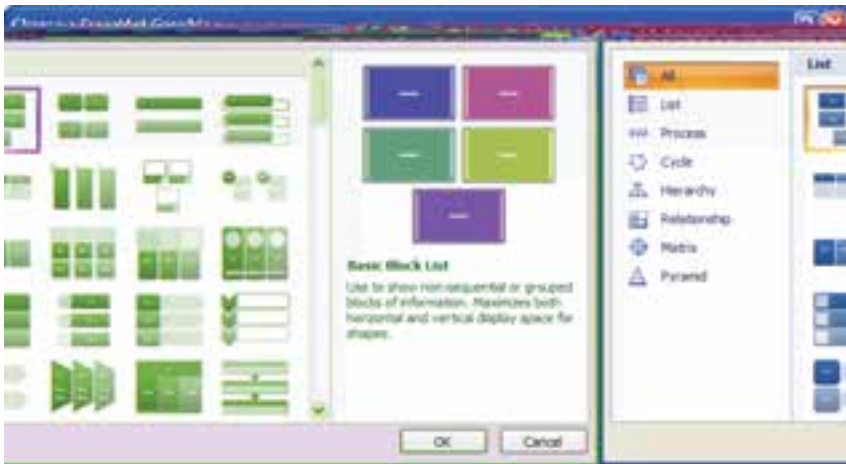 Basic Block List
Use to show non-sequential or grouped
blocks of information. Maximizes both
horizontal and vertical display space for
shapes.
OK
Cancel
All
List
Process
Cycle
Hierarchy
Relationship
Matrix
Pyramid
List